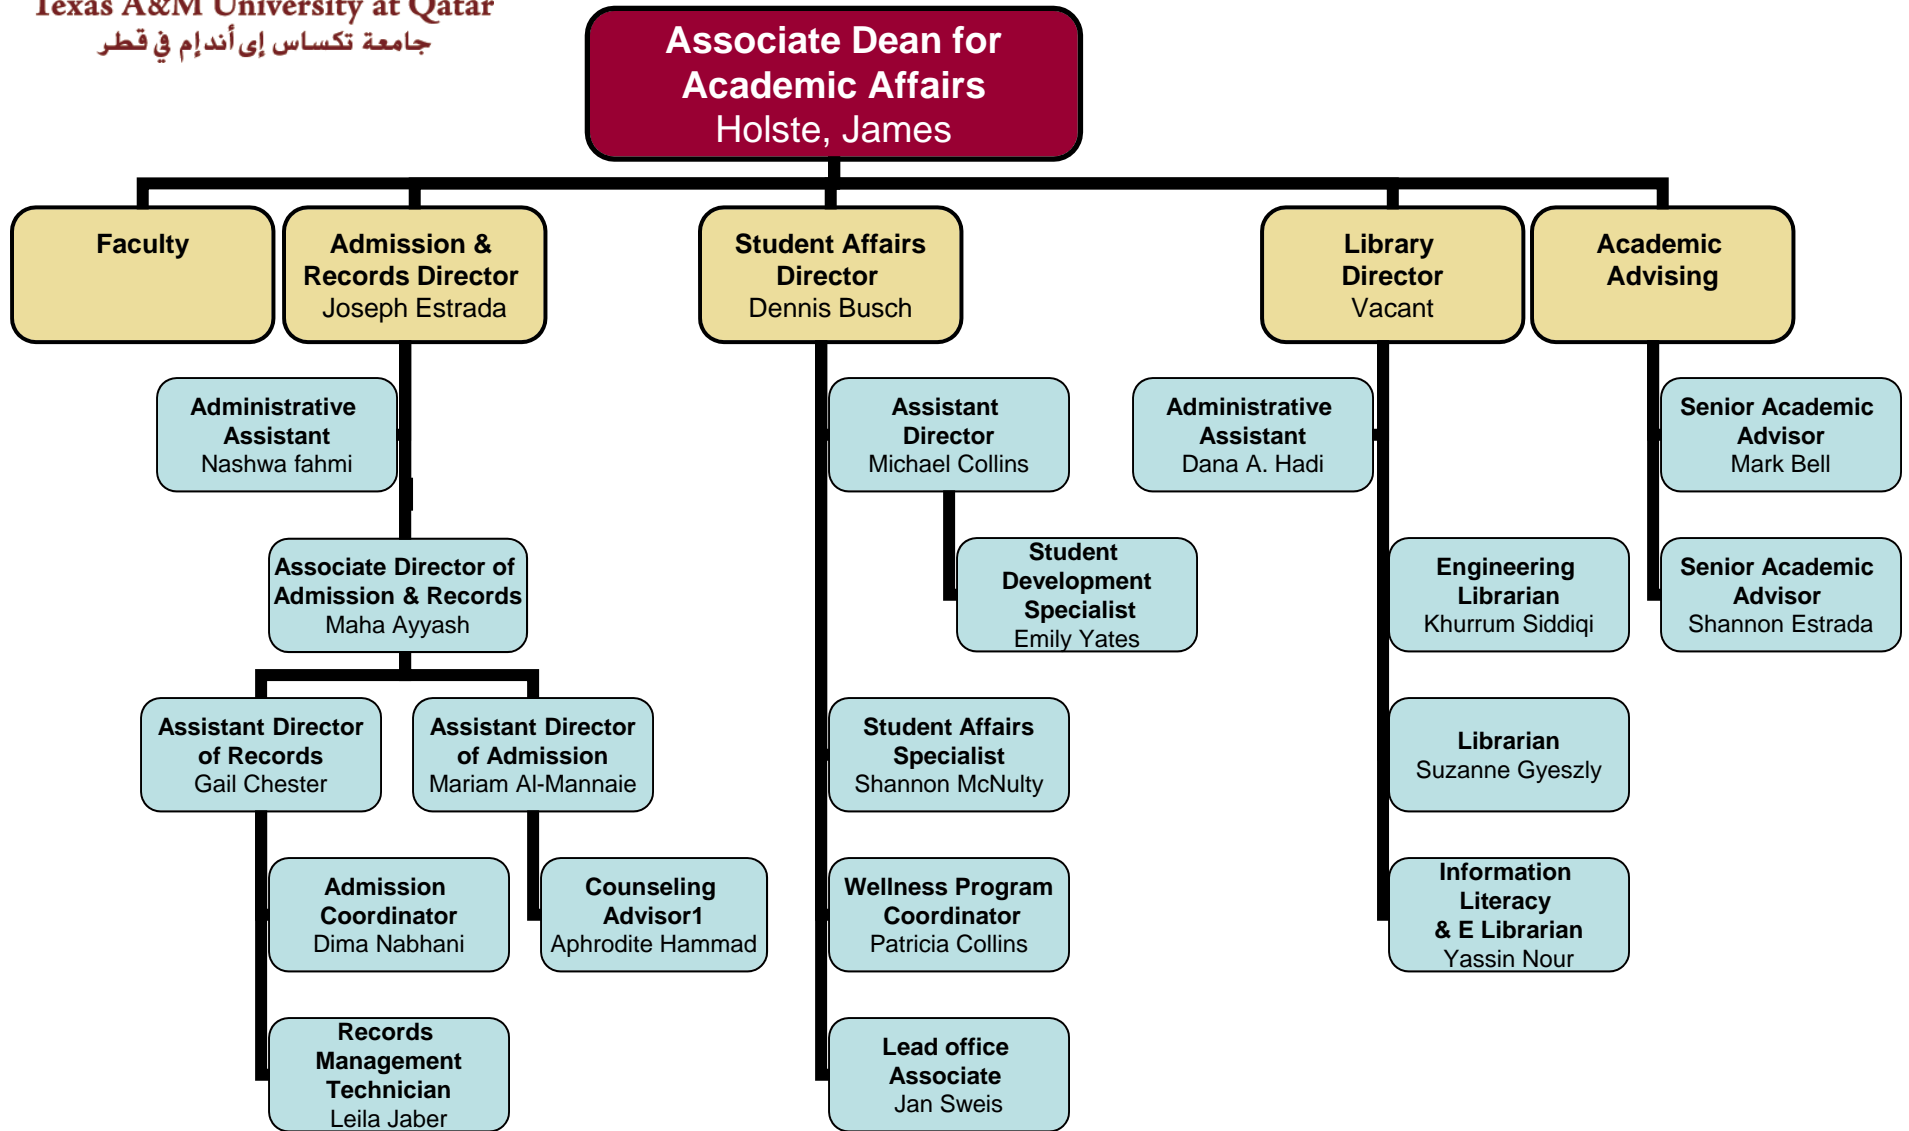 Texas A&M University at Qatar
جامعة تكساس إى أندإم في قطر
Associate Dean for
Academic Affairs
Holste, James
Faculty
Admission &
Records Director
Joseph Estrada
Student Affairs
Director
Dennis Busch
Library
Director
Vacant
Academic
Advising
Administrative
Assistant
Nashwa fahmi
Assistant
Director
Michael Collins
Administrative
Assistant
Dana A. Hadi
Senior Academic
Advisor
Mark Bell
Associate Director of
Admission & Records
Maha Ayyash
Student
Development
Specialist
Emily Yates
Engineering
Librarian
Khurrum Siddiqi
Senior Academic
Advisor
Shannon Estrada
Assistant Director
of Records
Gail Chester
Assistant Director
of Admission
Mariam Al-Mannaie
Student Affairs
Specialist
Shannon McNulty
Librarian
Suzanne Gyeszly
Admission
Coordinator
Dima Nabhani
Counseling
Advisor1
Aphrodite Hammad
Wellness Program
Coordinator
Patricia Collins
Information
Literacy
& E Librarian
Yassin Nour
Records
Management
Technician
Leila Jaber
Lead office
Associate
Jan Sweis